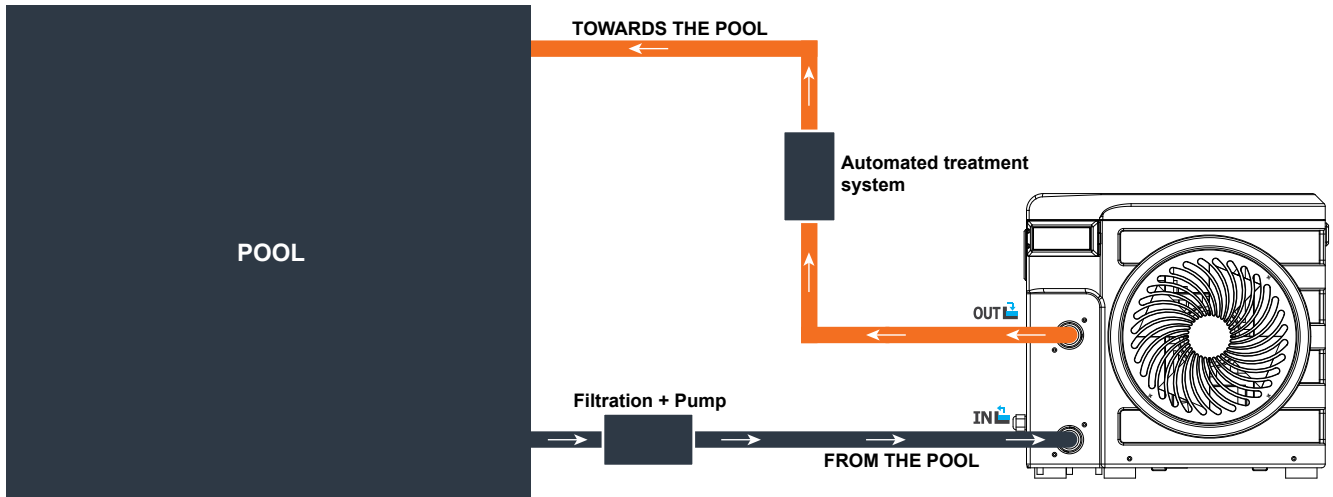 TOWARDS THE POOL
Automated treatment
system
POOL
OUT
Filtration + Pump
IN
FROM THE POOL